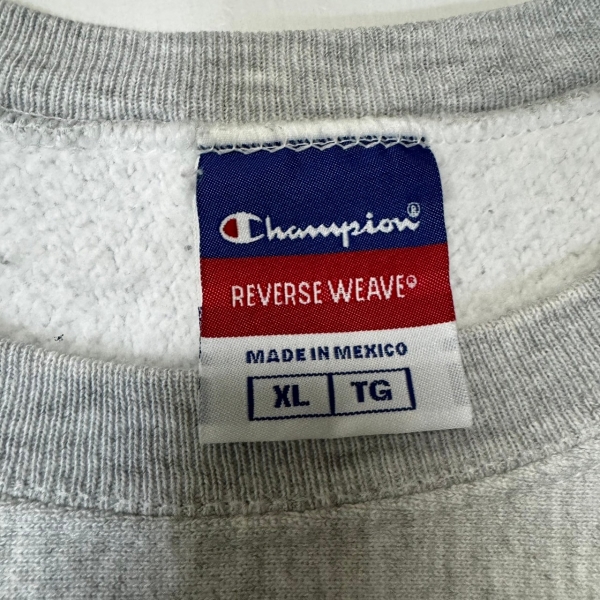 Champion®
REVERSE WEAVE®
MADE IN MEXICO
XL TG